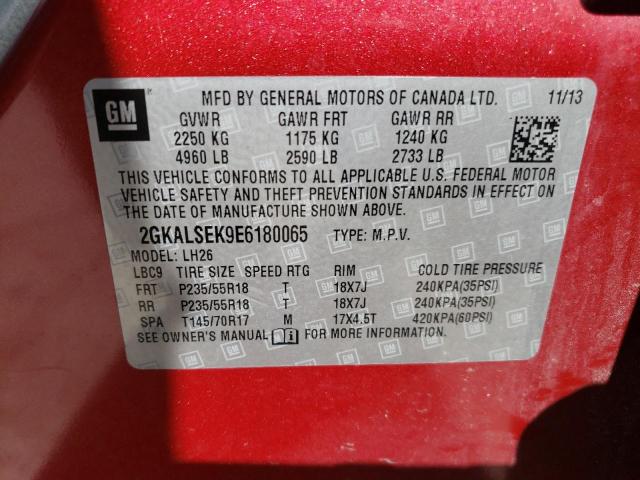 GM MFD BY GENERAL MOTORS OF CANADA LTD. 11/13
GVWR GAWR FRT GAWR RR
2250 KG 1175 KG 1240 KG
4960 LB 2590 LB 2733 LB
THIS VEHICLE CONFORMS TO ALL APPLICABLE U.S. FEDERAL MOTOR
VEHICLE SAFETY AND THEFT PREVENTION STANDARDS IN EFFECT ON
THE DATE OF MANUFACTURE SHOWN ABOVE.
2GKALSEK9E6180065 TYPE: M.P.V.
MODEL: LH26
LBC9 TIRE SIZE SPEED RTG RIM COLD TIRE PRESSURE
FRT P235/55R18 T 18X7J 240KPA(35PSI)
RR P235/55R18 T 18X7J 240KPA(35PSI)
SPA T145/70R17 M 17X4.5T 420KPA(60PSI)
SEE OWNER'S MANUAL FOR MORE INFORMATION.